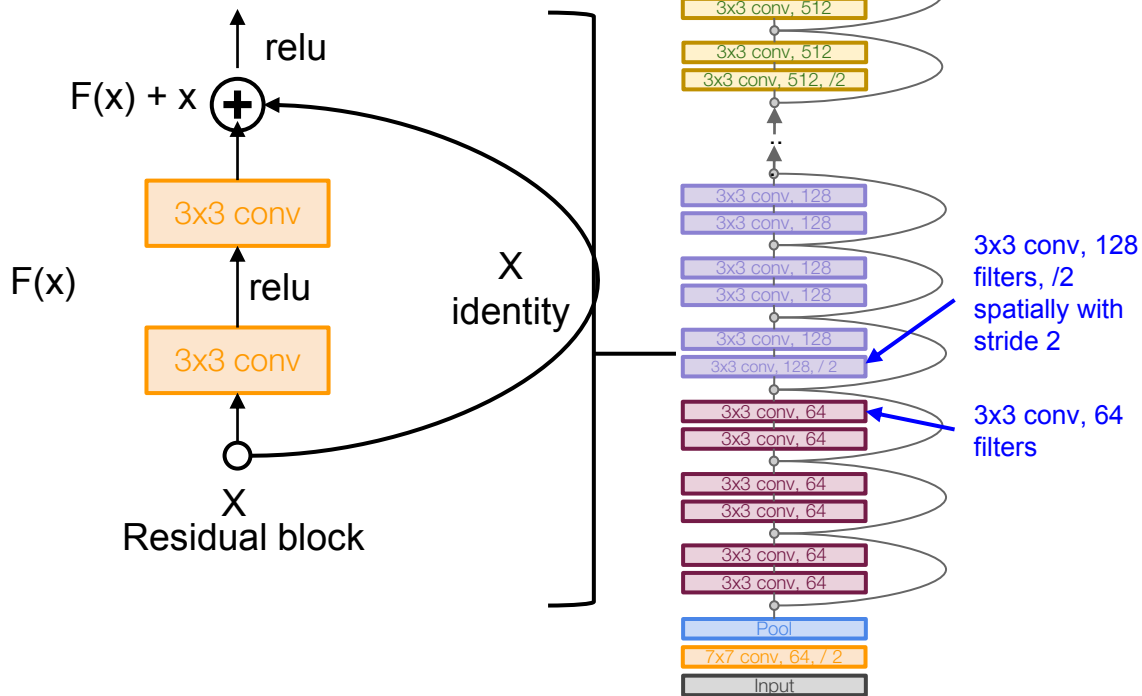 relu
F(x) + x
+
3x3 conv
F(x)
relu
X
identity
3x3 conv
X
Residual block
3x3 conv, 512
3x3 conv, 512
3x3 conv, 512, /2
..
3x3 conv, 128
3x3 conv, 128
3x3 conv, 128
3x3 conv, 128
3x3 conv, 128
3x3 conv, 128, / 2
3x3 conv, 64
3x3 conv, 64
3x3 conv, 64
3x3 conv, 64
3x3 conv, 64
3x3 conv, 64
Pool
7x7 conv, 64, / 2
Input
3x3 conv, 128
filters, /2
spatially with
stride 2
3x3 conv, 64
filters